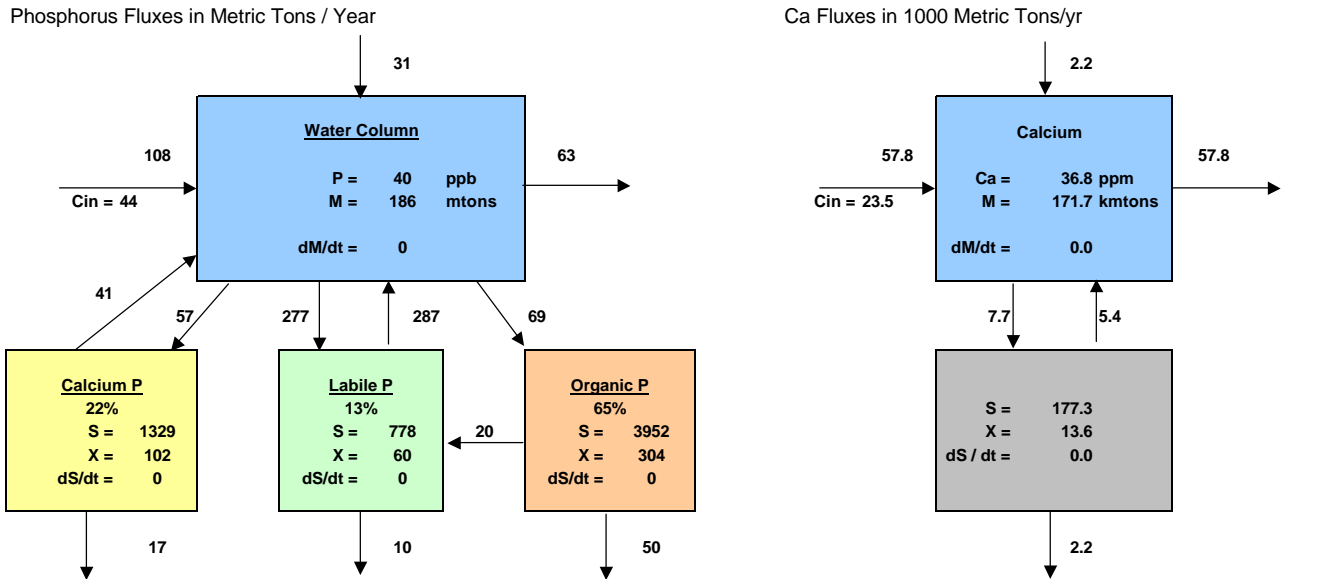 Phosphorus Fluxes in Metric Tons / Year
31
Water Column
108
63
P = 40 ppb
Cin = 44
M = 186 mtons
dM/dt = 0
41
57
277
287
69
Calcium P
22%
S = 1329
X = 102
dS/dt = 0
17
Labile P
13%
S = 778
X = 60
dS/dt = 0
10
20
Organic P
65%
S = 3952
X = 304
dS/dt = 0
50
Ca Fluxes in 1000 Metric Tons/yr
2.2
Calcium
57.8
57.8
Ca = 36.8 ppm
Cin = 23.5
M = 171.7 kmtons
dM/dt = 0.0
7.7
5.4
S = 177.3
X = 13.6
dS / dt = 0.0
2.2